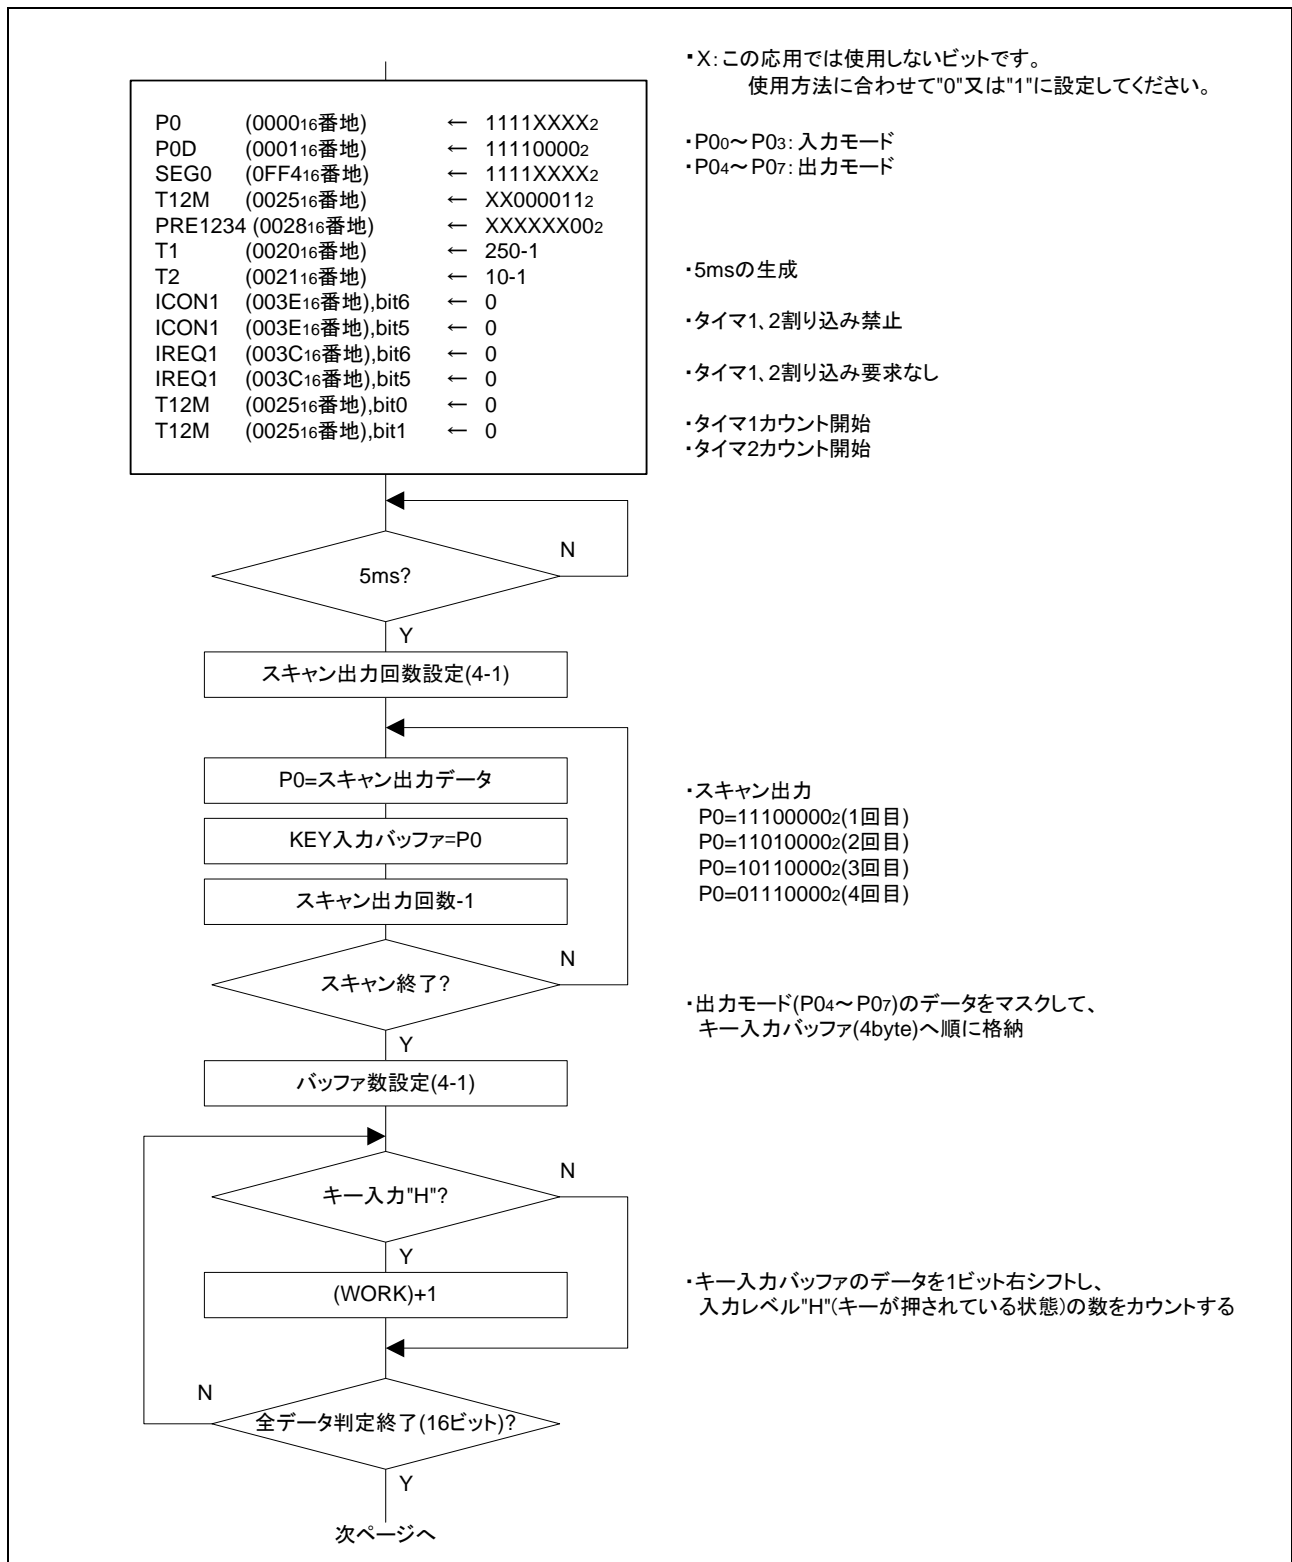 ・X：この応用では使用しないビットです。
使用方法に合わせて"0"又は"1"に設定してください。
P0 (000016番地) ← 1111XXXX2
P0D (000116番地) ← 111100002
SEG0 (0FF416番地) ← 1111XXXX2
T12M (002516番地) ← XX0000112
PRE1234 (002816番地) ← XXXXXX002
T1 (002016番地) ← 250-1
T2 (002116番地) ← 10-1
ICON1 (003E16番地),bit6 ← 0
ICON1 (003E16番地),bit5 ← 0
IREQ1 (003C16番地),bit6 ← 0
IREQ1 (003C16番地),bit5 ← 0
T12M (002516番地),bit0 ← 0
T12M (002516番地),bit1 ← 0
・P00～P03：入力モード
・P04～P07：出力モード
・5msの生成
・タイマ1、2割り込み禁止
・タイマ1、2割り込み要求なし
・タイマ1カウント開始
・タイマ2カウント開始
5ms?
N
Y
スキャン出力回数設定(4-1)
P0=スキャン出力データ
KEY入力バッファ=P0
スキャン出力回数-1
・スキャン出力
P0=111000002(1回目)
P0=110100002(2回目)
P0=101100002(3回目)
P0=011100002(4回目)
スキャン終了?
N
Y
・出力モード(P04～P07)のデータをマスクして、
キー入力バッファ(4byte)へ順に格納
バッファ数設定(4-1)
キー入力"H"?
N
Y
(WORK)+1
・キー入力バッファのデータを1ビット右シフトし、
入力レベル"H"(キーが押されている状態)の数をカウントする
N
全データ判定終了(16ビット)?
Y
次ページへ